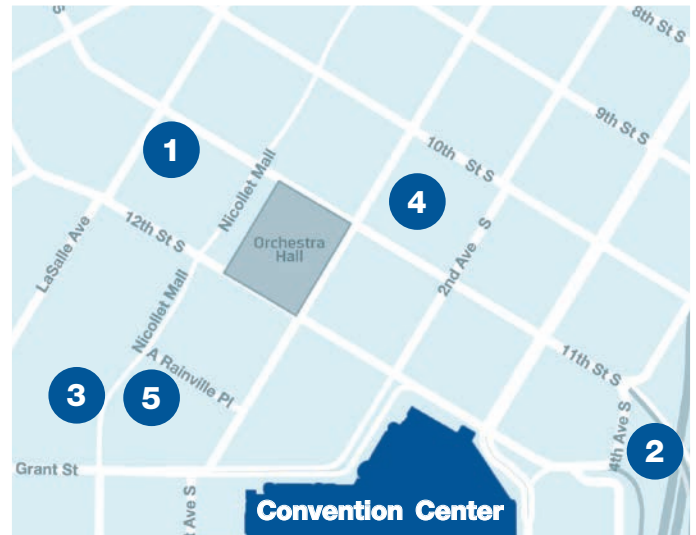 8th St S
9th St S
1
10th St S
Nicollet Mall
4
12th St S
Orchestra
Hall
LaSalle Ave
2nd Ave S
Nicollet Mall
A Rainville Pl
11th St S
3
5
4th Ave S
2
Grant St
t Ave S
Convention Center